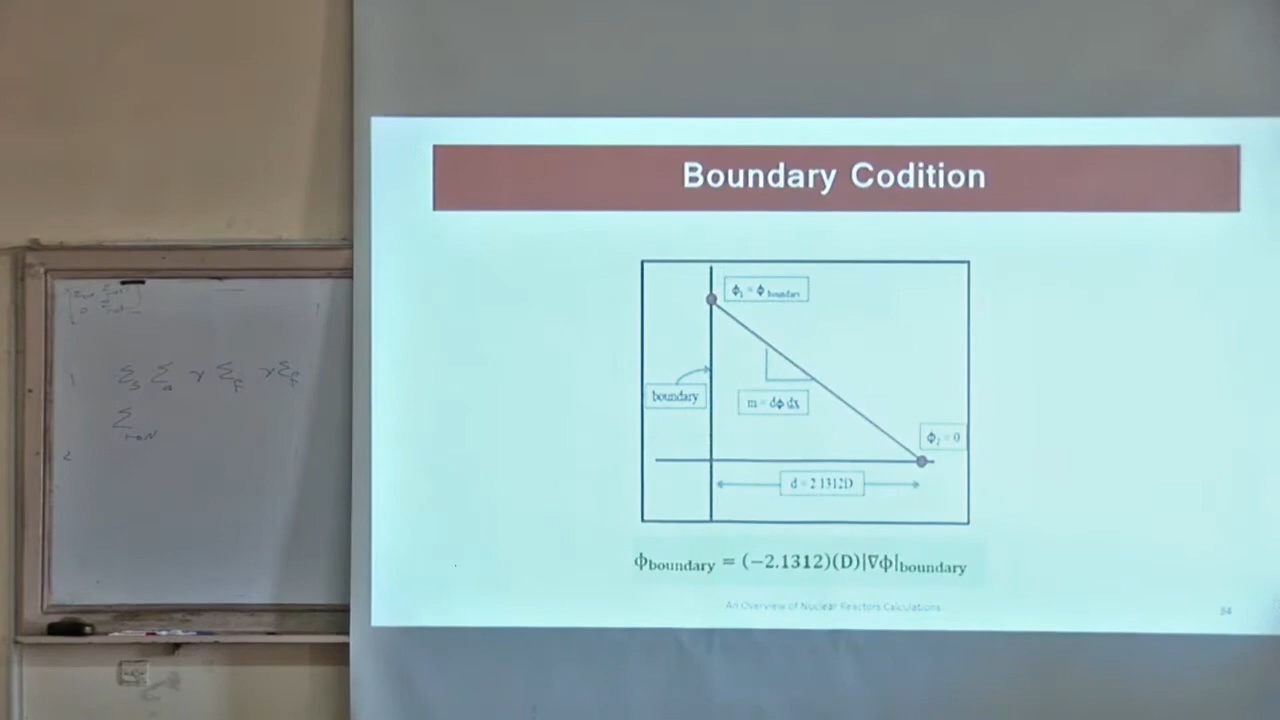 Boundary Codition
ϕ₁ = ϕ boundary
boundary
m = dϕ dx
ϕ₂ = 0
d = 2.1312D
ϕboundary = (−2.1312)(D)|∇ϕ|boundary
An Overview of Nuclear Reactors Calculations
Σs Σa γ Σf γΣf